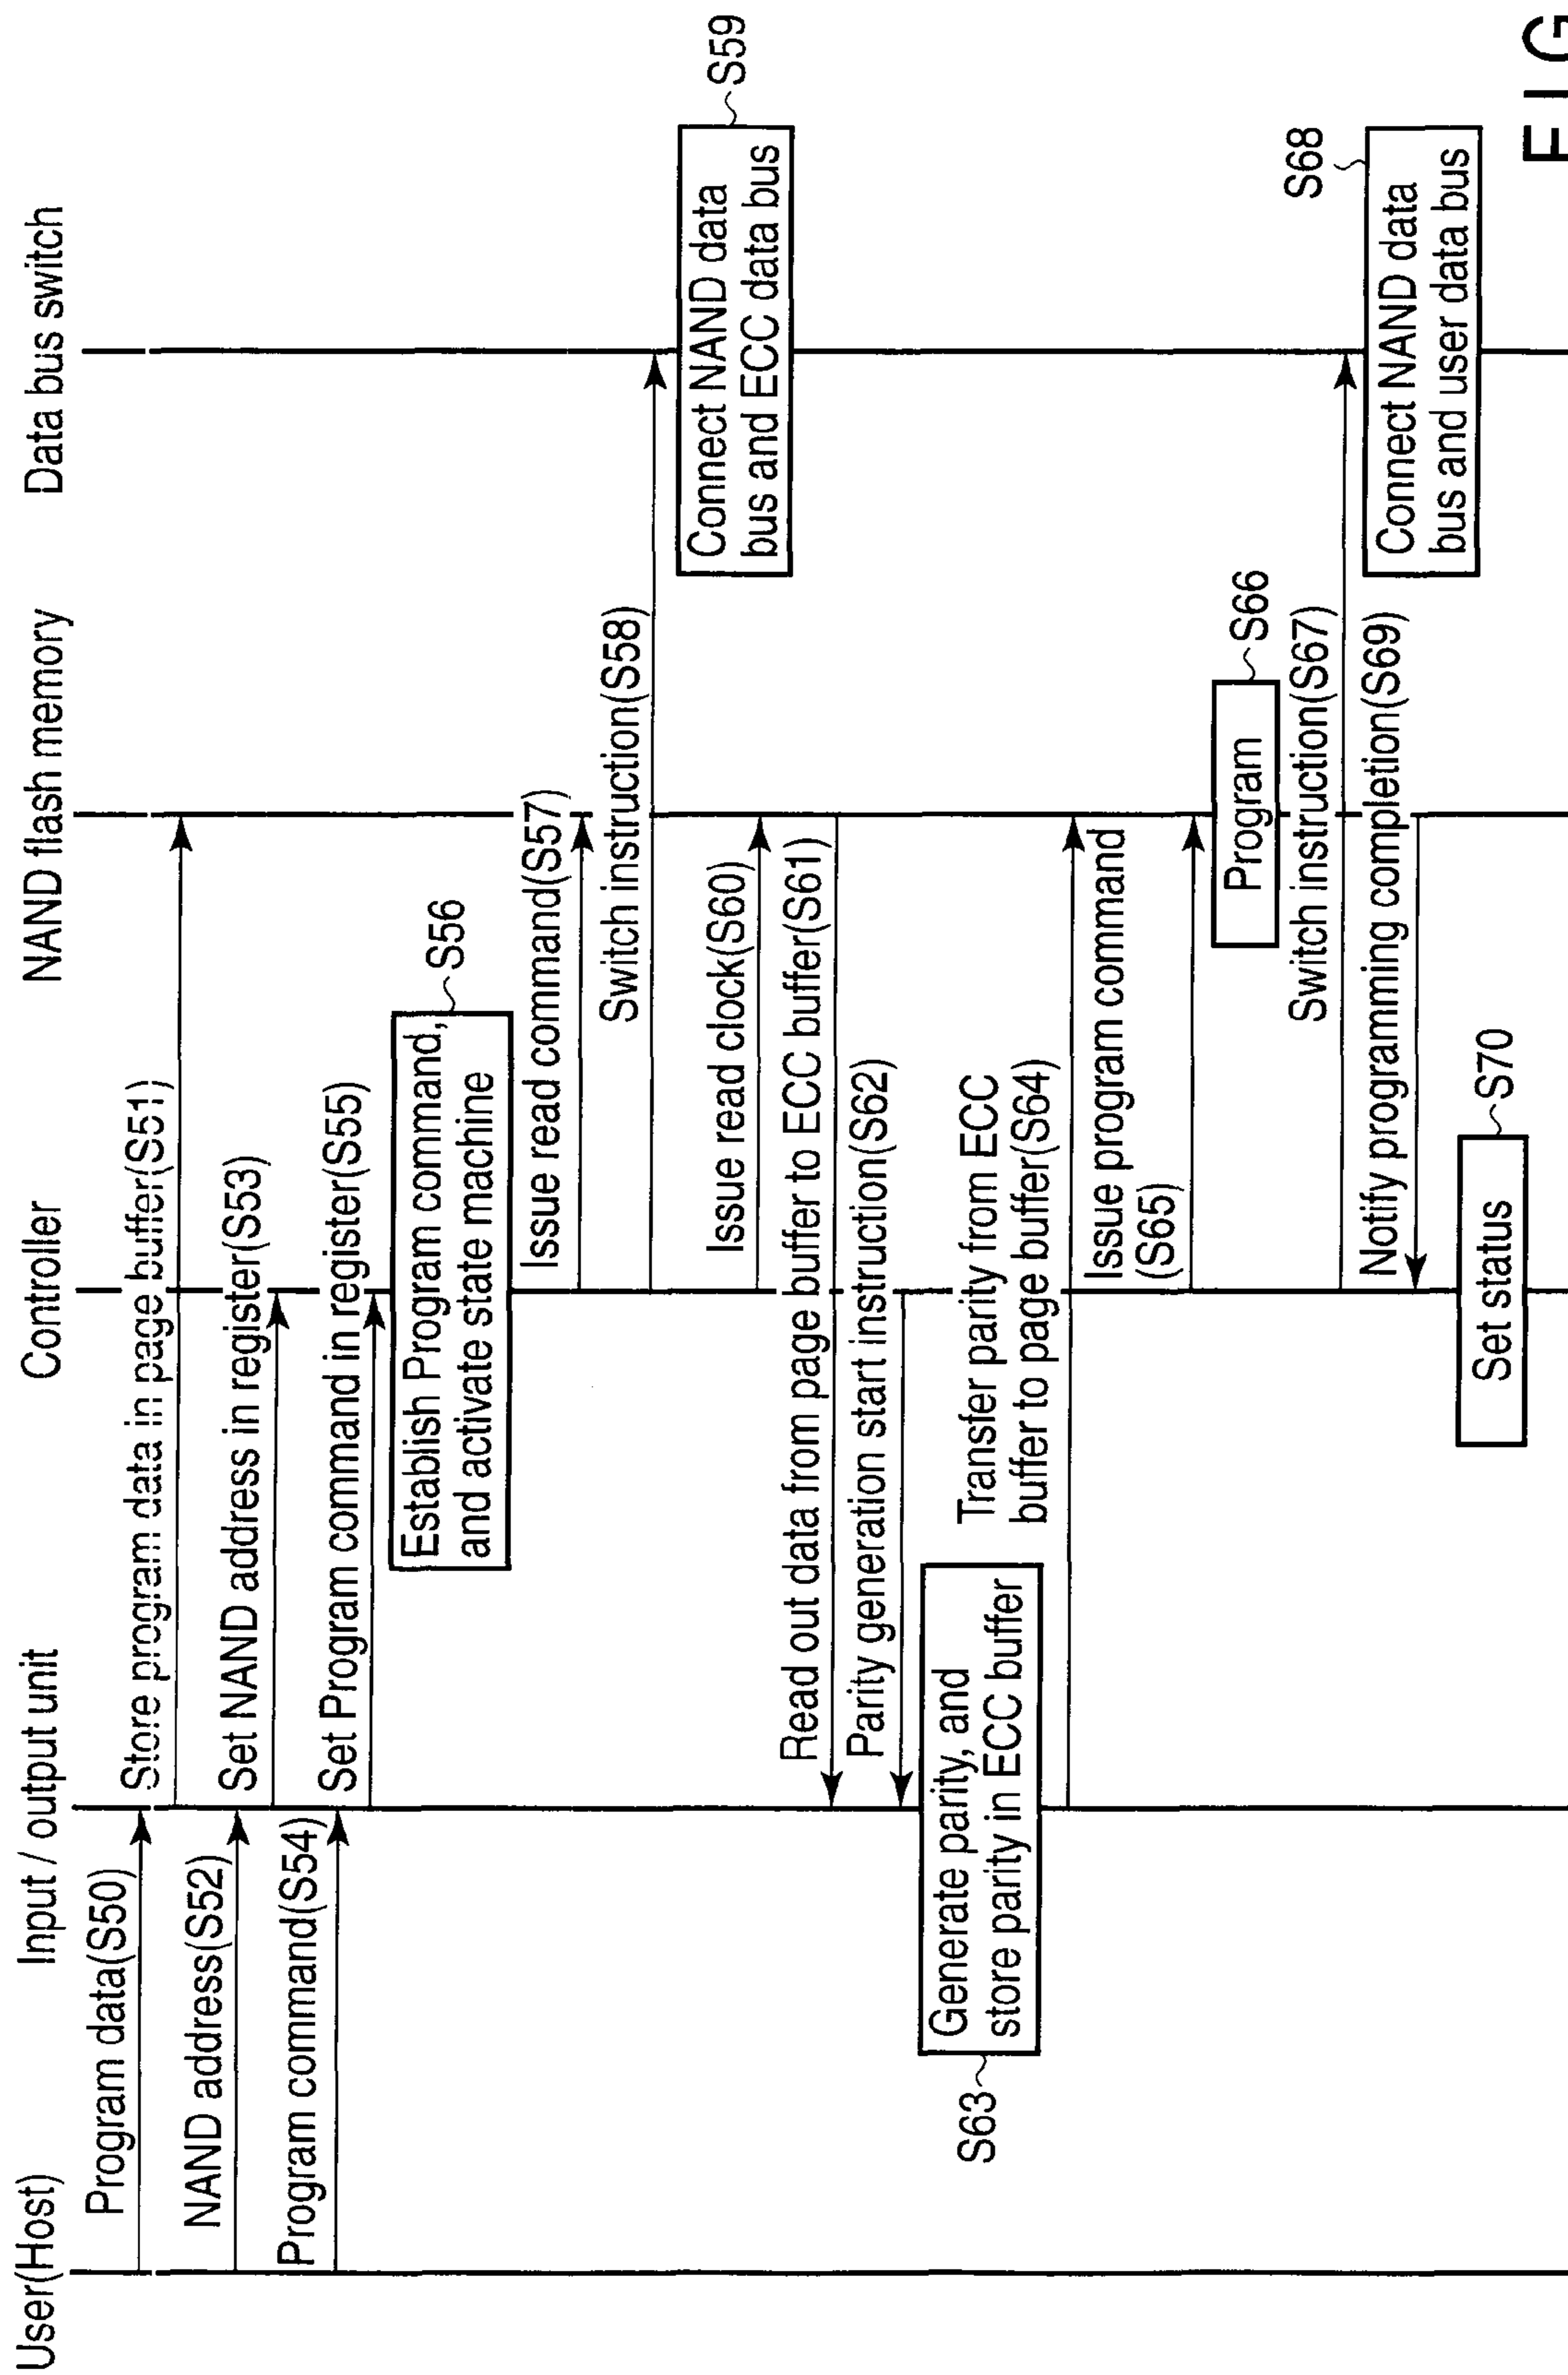 User(Host)
Input / output unit
Controller
NAND flash memory
Data bus switch
Program data(S50)
Store program data in page buffer(S51)
NAND address(S52)
Set NAND address in register(S53)
Program command(S54)
Set Program command in register(S55)
Establish Program command,
and activate state machine
S56
Issue read command(S57)
Switch instruction(S58)
Connect NAND data
bus and ECC data bus
S59
Issue read clock(S60)
Read out data from page buffer to ECC buffer(S61)
Parity generation start instruction(S62)
S63
Generate parity, and
store parity in ECC buffer
Transfer parity from ECC
buffer to page buffer(S64)
Issue program command
(S65)
Program
S66
Switch instruction(S67)
S68
Connect NAND data
bus and user data bus
Notify programming completion(S69)
Set status
S70